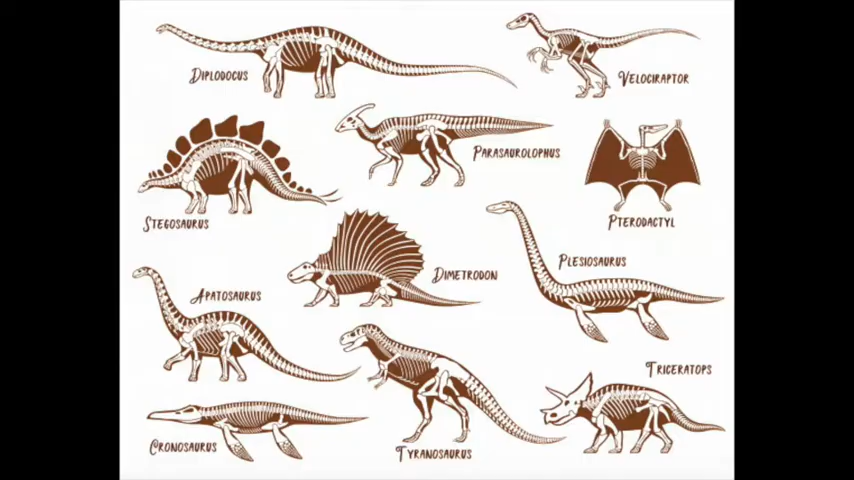 Diplodocus
Velociraptor
Parasaurolophus
Stegosaurus
Pterodactyl
Plesiosaurus
Dimetrodon
Apatosaurus
Triceratops
Cronosaurus
Tyranosaurus